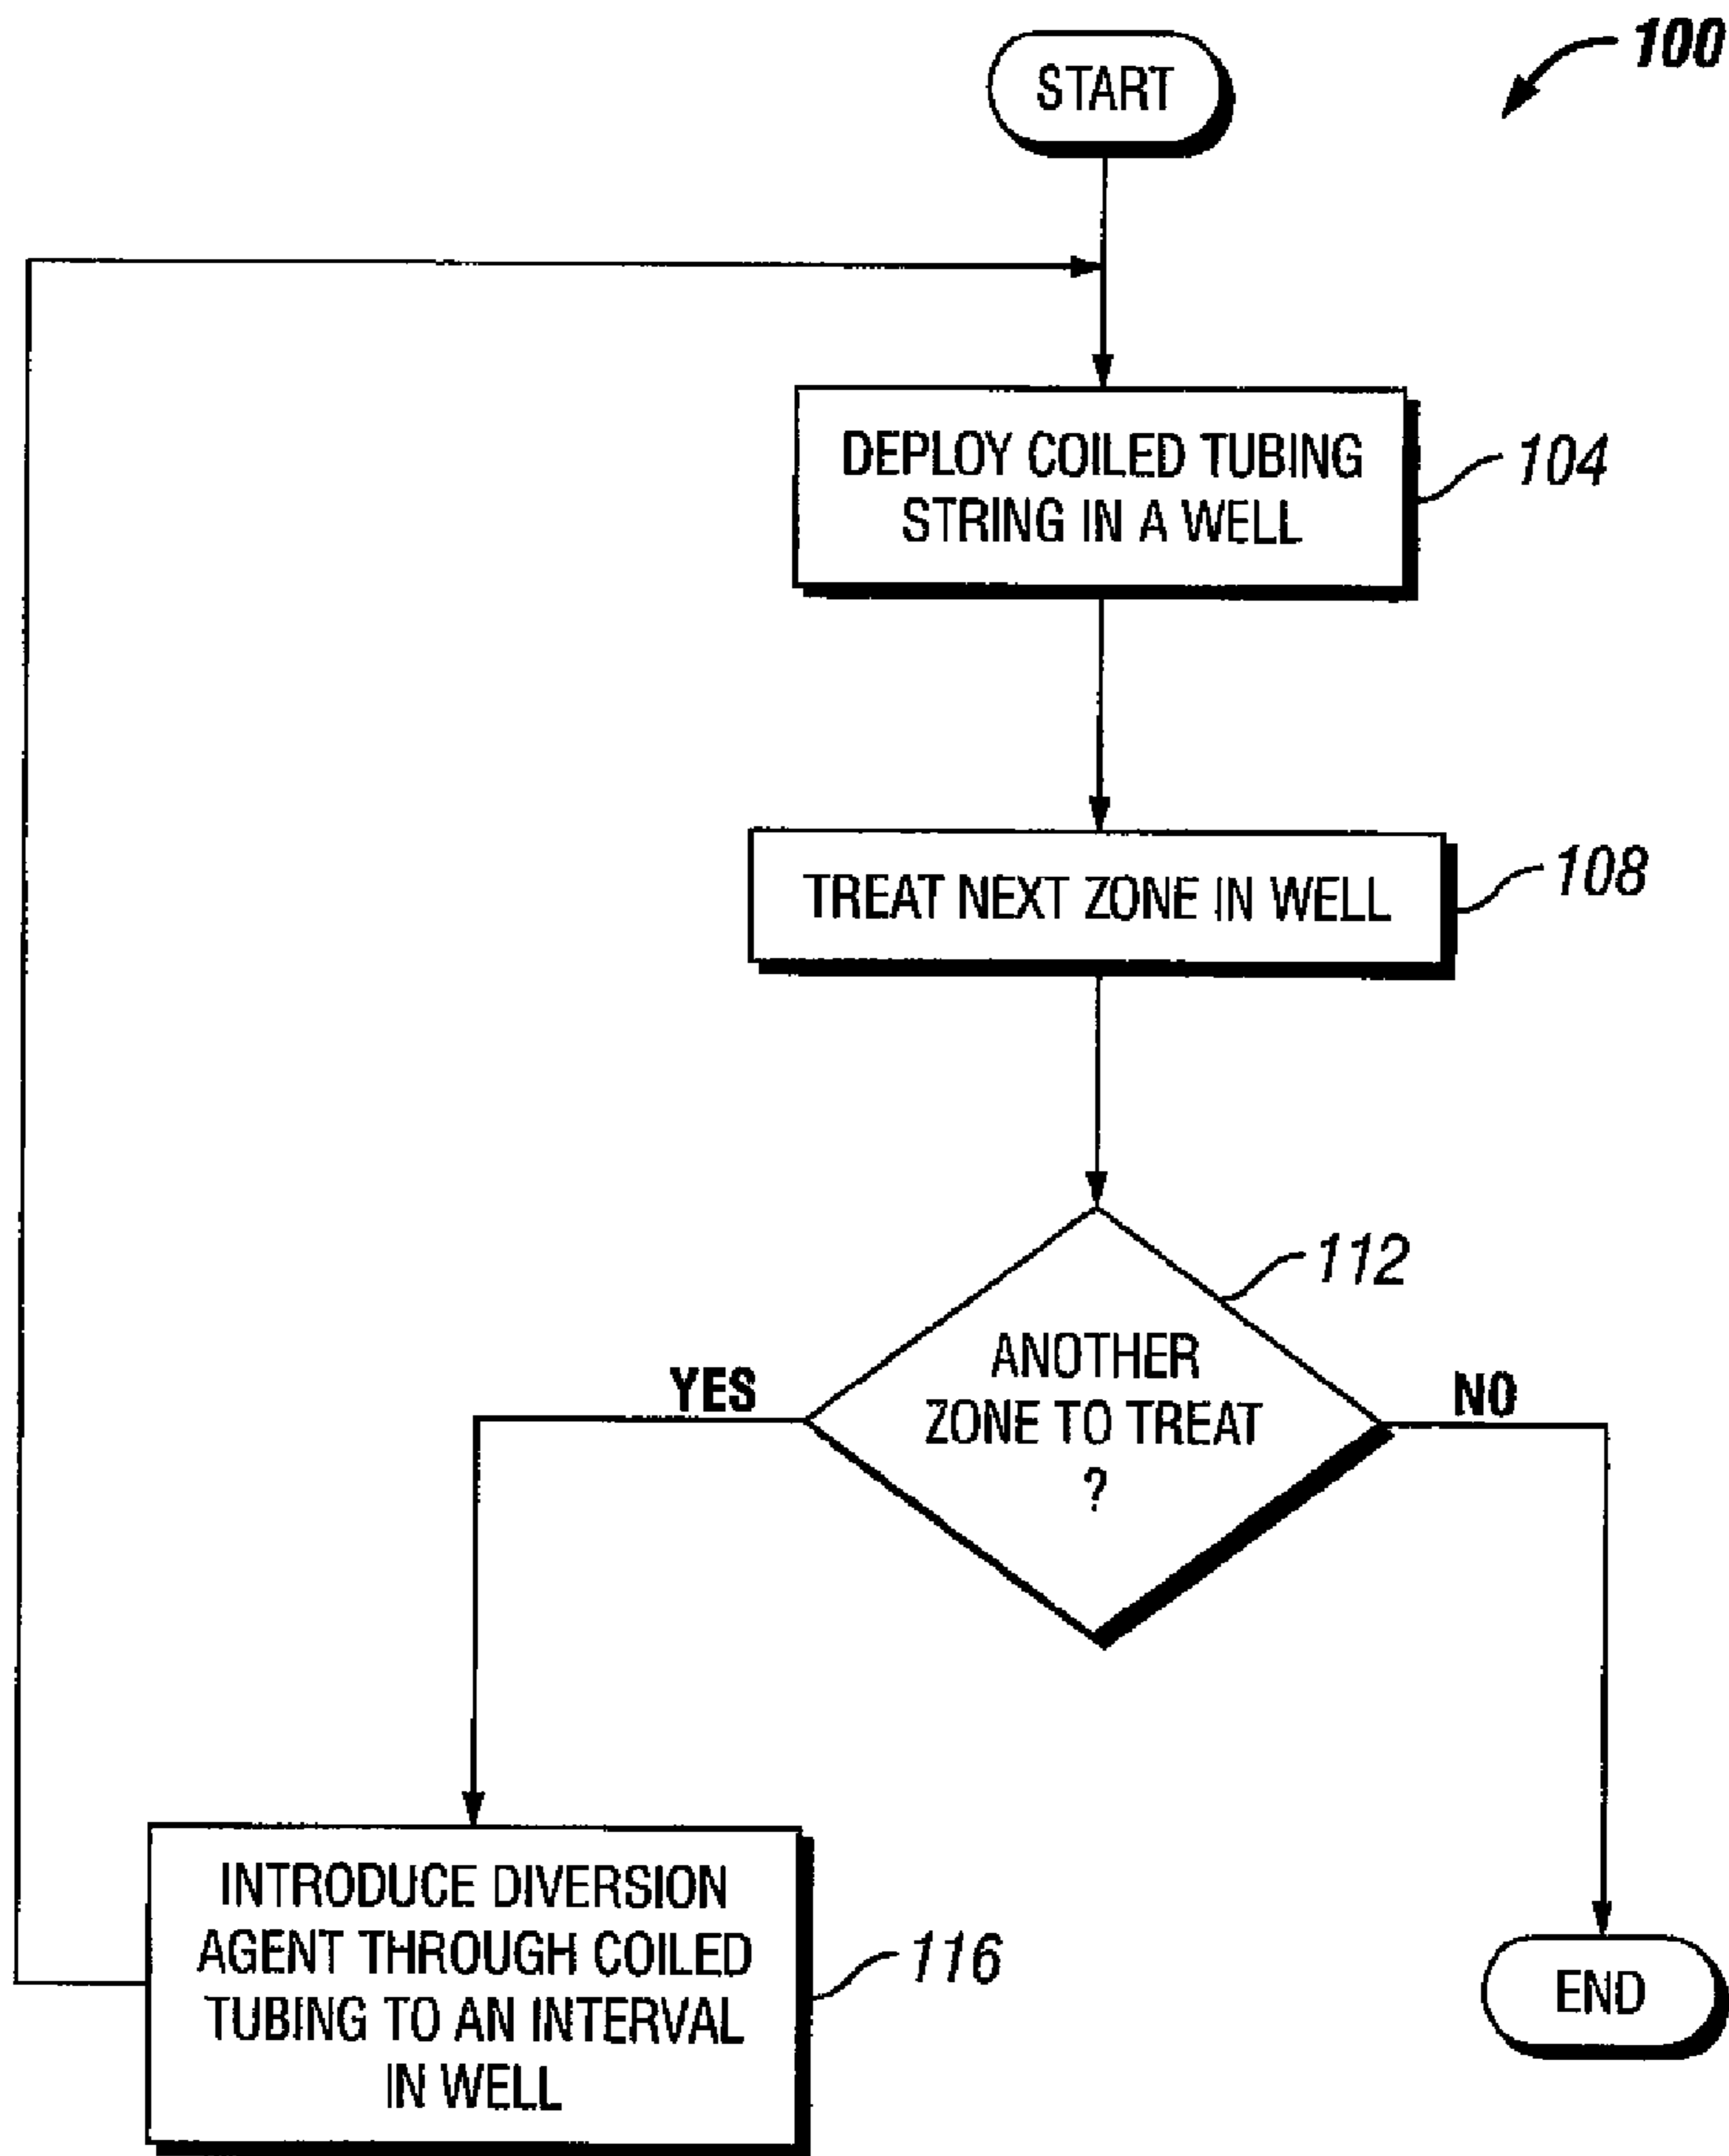 100
START
DEPLOY COILED TUBING
STRING IN A WELL
104
TREAT NEXT ZONE IN WELL
108
112
ANOTHER
ZONE TO TREAT
?
YES
NO
INTRODUCE DIVERSION
AGENT THROUGH COILED
TUBING TO AN INTERVAL
IN WELL
116
END